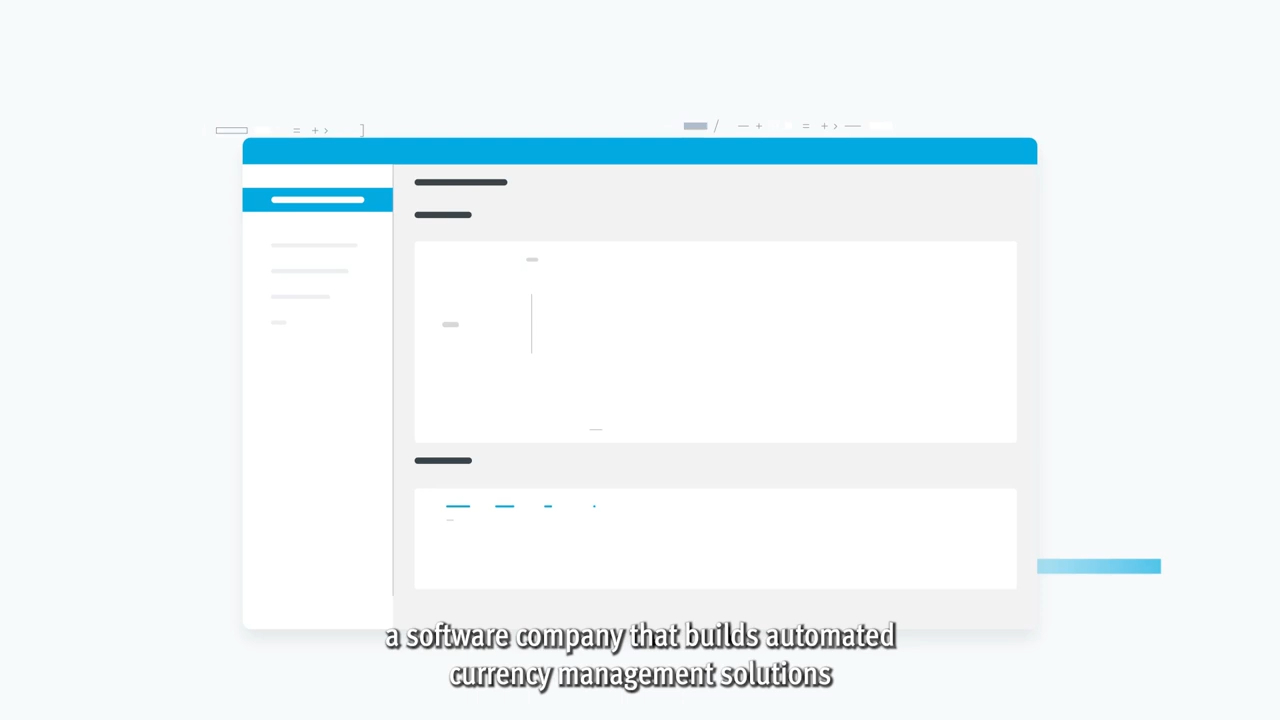 a software company that builds automated
currency management solutions